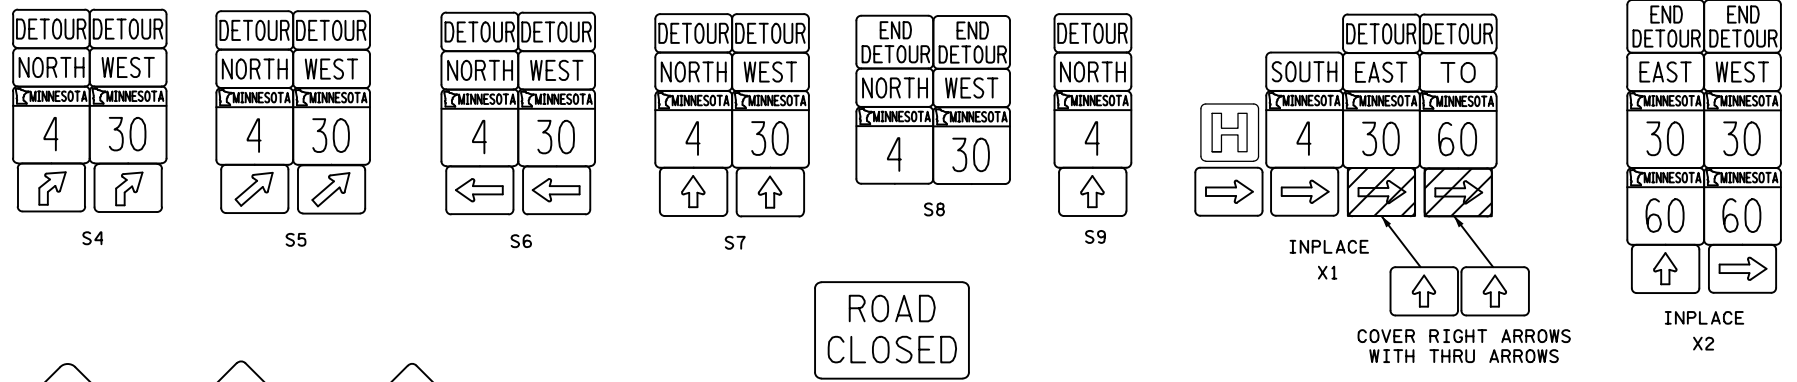 DETOUR DETOUR
NORTH WEST
MINNESOTA MINNESOTA
4 30
S4
DETOUR DETOUR
NORTH WEST
MINNESOTA MINNESOTA
4 30
S5
DETOUR DETOUR
NORTH WEST
MINNESOTA MINNESOTA
4 30
S6
DETOUR DETOUR
NORTH WEST
MINNESOTA MINNESOTA
4 30
S7
END END
DETOUR DETOUR
NORTH WEST
MINNESOTA MINNESOTA
4 30
S8
DETOUR
NORTH
MINNESOTA
4
S9
DETOUR DETOUR
SOUTH EAST TO
MINNESOTA MINNESOTA MINNESOTA
H 4 30 60
INPLACE
X1
COVER RIGHT ARROWS
WITH THRU ARROWS
END END
DETOUR DETOUR
EAST WEST
MINNESOTA MINNESOTA
30 30
MINNESOTA MINNESOTA
60 60
INPLACE
X2
ROAD
CLOSED